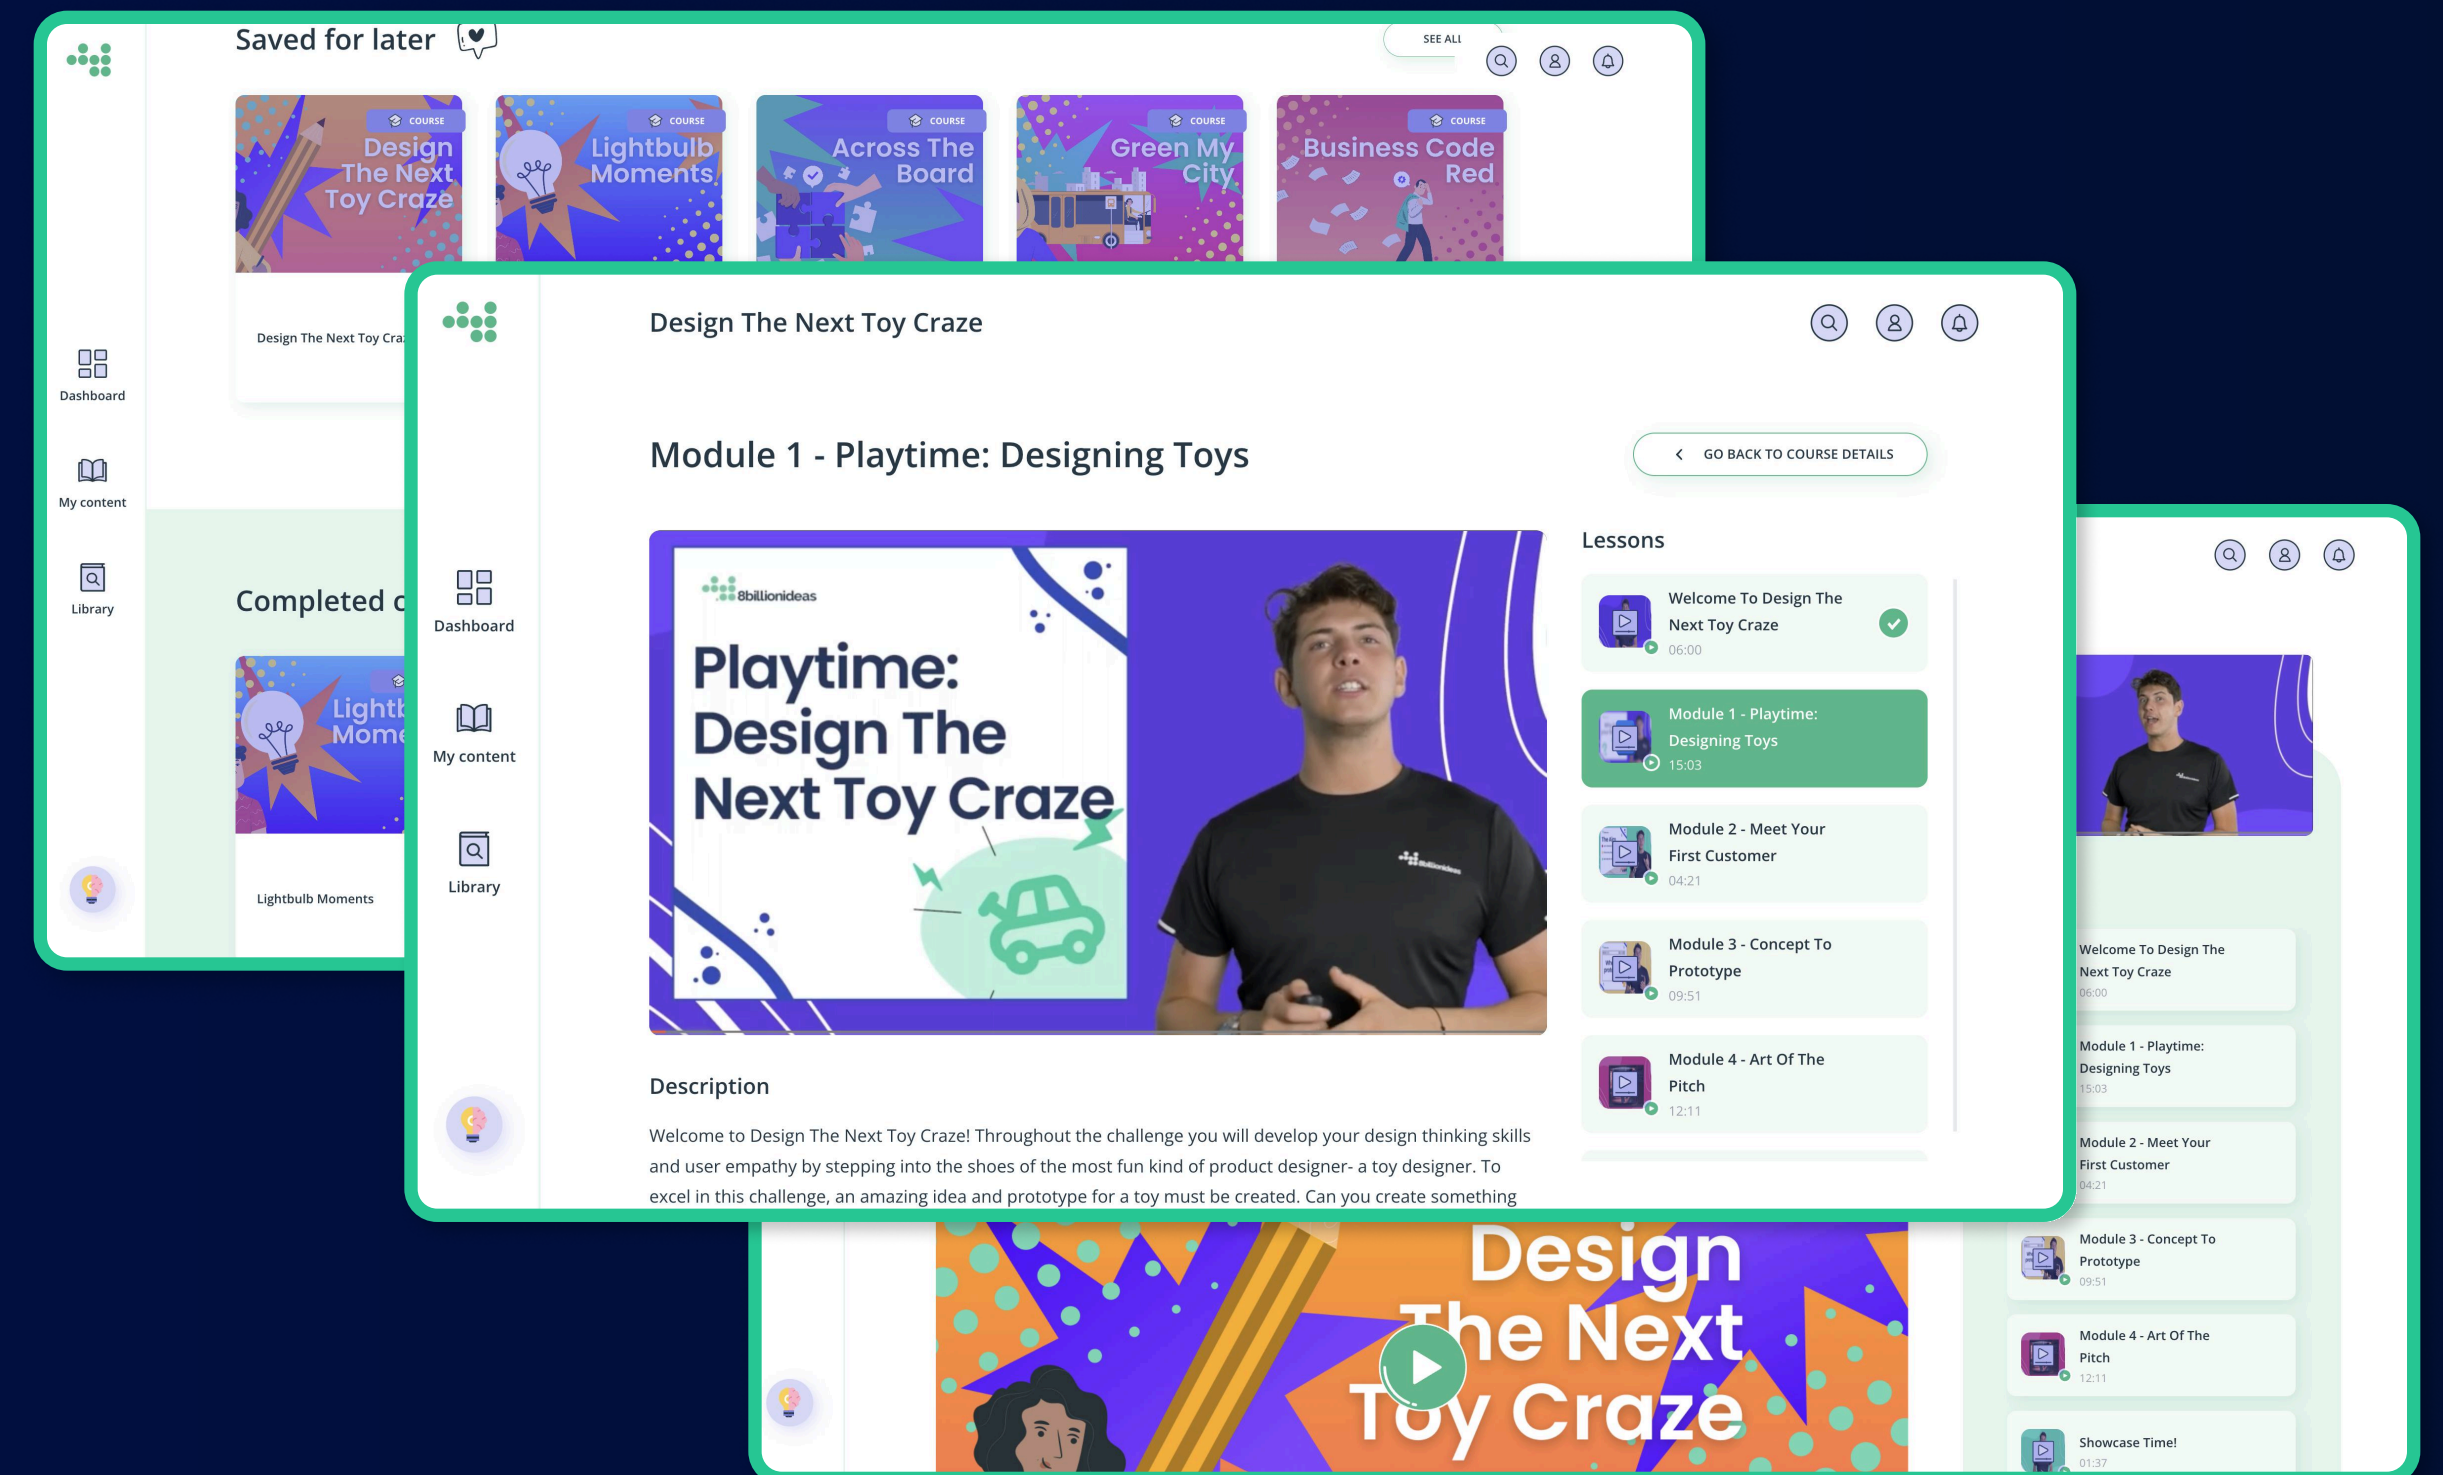 Saved for later
SEE ALL
COURSE
Design
The Next
Toy Craze
COURSE
Lightbulb
Moments
COURSE
Across The
Board
COURSE
Green My
City
COURSE
Business Code
Red
Dashboard
My content
Library
Completed
Lightbulb Moments
Design The Next Toy Craze
Module 1 - Playtime: Designing Toys
GO BACK TO COURSE DETAILS
Dashboard
My content
Library
8billionideas
Playtime:
Design The
Next Toy Craze
8billionideas
Lessons
Welcome To Design The
Next Toy Craze
06:00
Module 1 - Playtime:
Designing Toys
15:03
Module 2 - Meet Your
First Customer
04:21
Module 3 - Concept To
Prototype
09:51
Module 4 - Art Of The
Pitch
12:11
Description
Welcome to Design The Next Toy Craze! Throughout the challenge you will develop your design thinking skills
and user empathy by stepping into the shoes of the most fun kind of product designer- a toy designer. To
excel in this challenge, an amazing idea and prototype for a toy must be created. Can you create something
Welcome To Design The
Next Toy Craze
06:00
Module 1 - Playtime:
Designing Toys
15:03
Module 2 - Meet Your
First Customer
04:21
Module 3 - Concept To
Prototype
09:51
Module 4 - Art Of The
Pitch
12:11
Showcase Time!
01:37
Design
The Next
Toy Craze